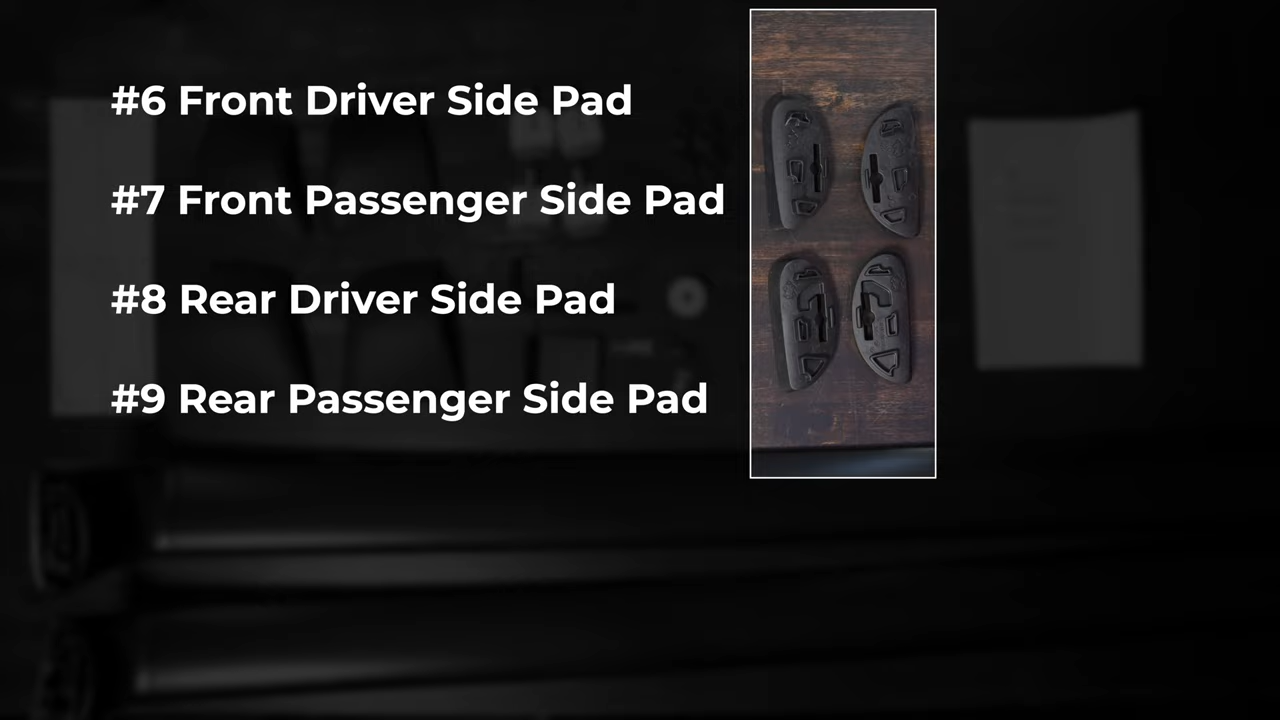 #6 Front Driver Side Pad
#7 Front Passenger Side Pad
#8 Rear Driver Side Pad
#9 Rear Passenger Side Pad